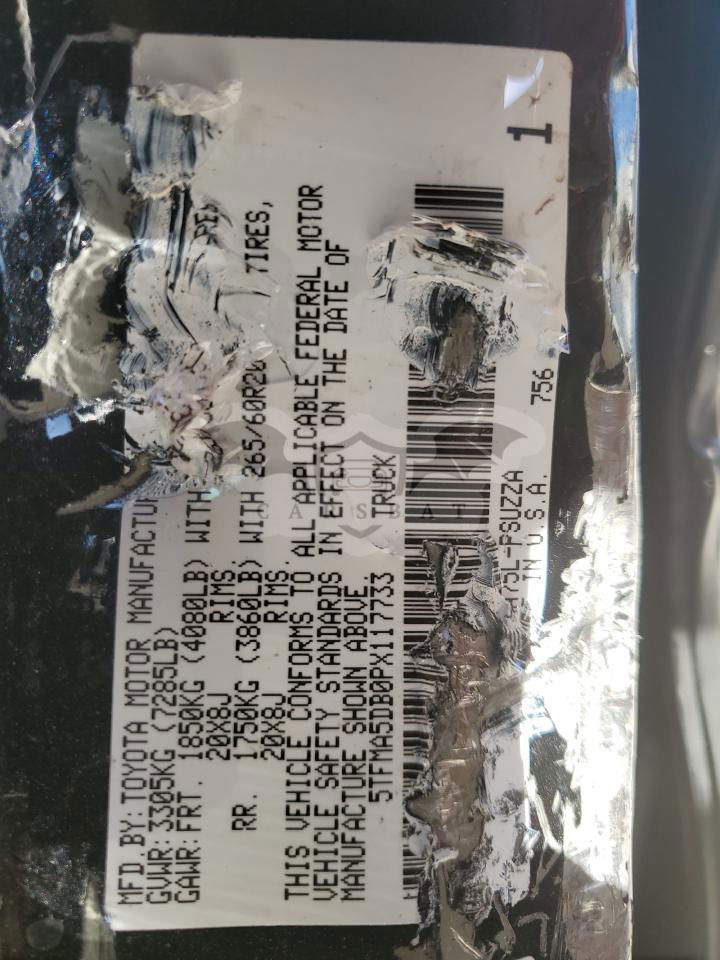 MFD.BY:TOYOTA MOTOR MANUFACTU
GVWR:3305KG (7285LB)
GAWR:FRT. 1850KG (4080LB) WITH
20X8J RIMS,
RR. 1750KG (3860LB) WITH 265/60R20 TIRES,
20X8J RIMS.
THIS VEHICLE CONFORMS TO ALL APPLICABLE FEDERAL MOTOR
VEHICLE SAFETY STANDARDS IN EFFECT ON THE DATE OF
MANUFACTURE SHOWN ABOVE.
5TFMA5DB0PX117733 TRUCK
A75L-PSUZZA
IN U.S.A. 756
1